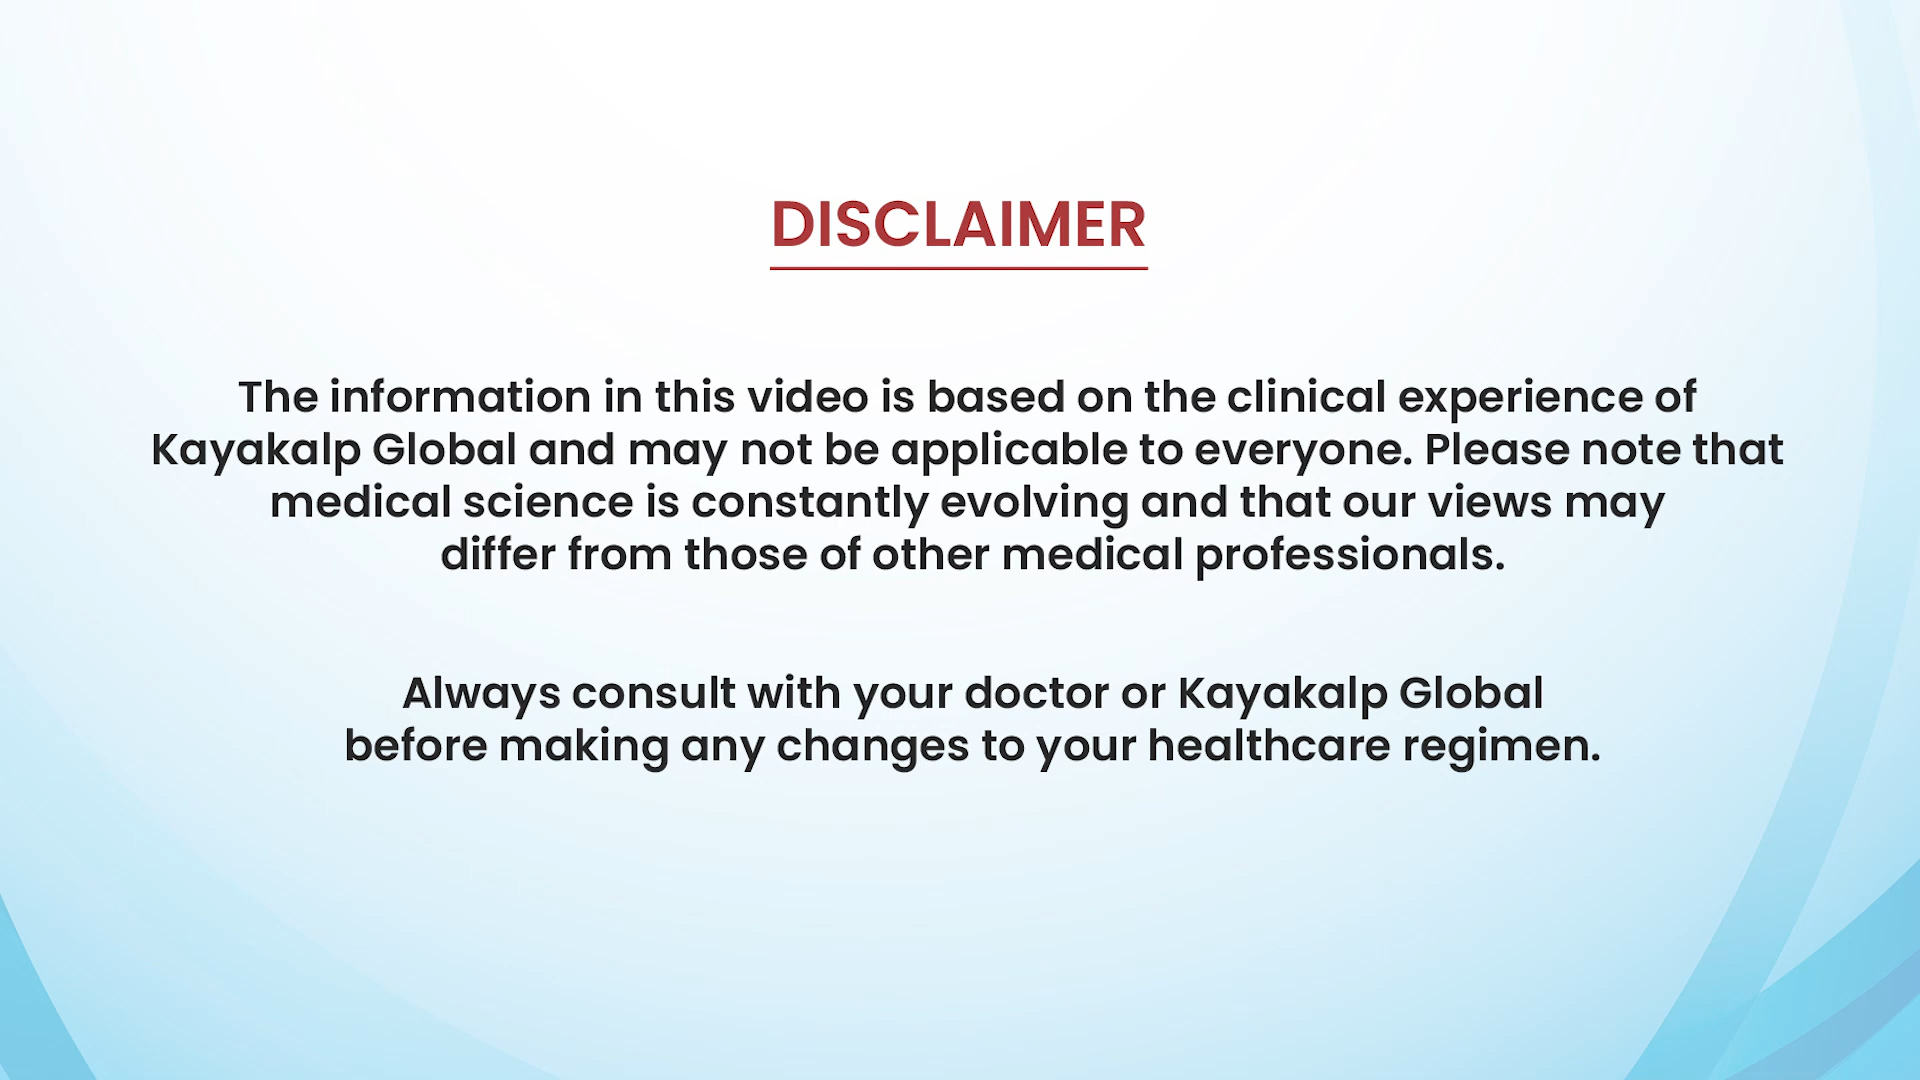 DISCLAIMER
The information in this video is based on the clinical experience of
Kayakalp Global and may not be applicable to everyone. Please note that
medical science is constantly evolving and that our views may
differ from those of other medical professionals.
Always consult with your doctor or Kayakalp Global
before making any changes to your healthcare regimen.